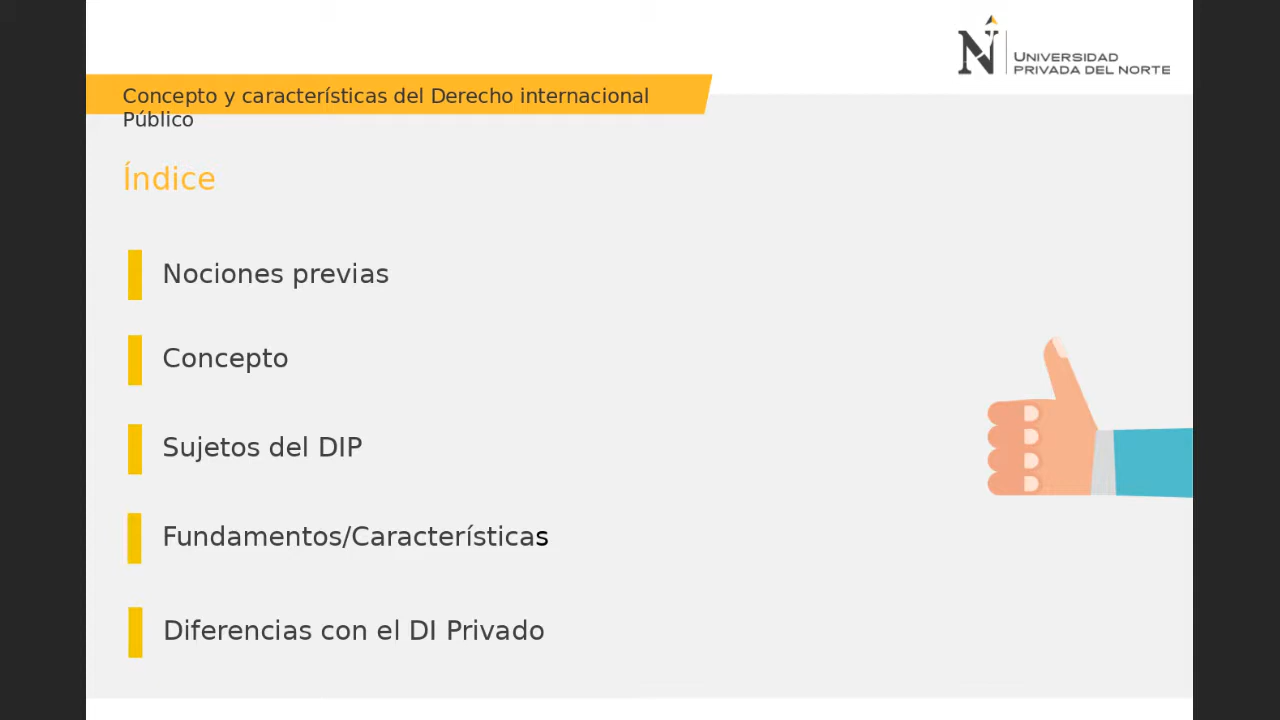 UNIVERSIDAD
PRIVADA DEL NORTE
Concepto y características del Derecho internacional
Público
Índice
Nociones previas
Concepto
Sujetos del DIP
Fundamentos/Características
Diferencias con el DI Privado